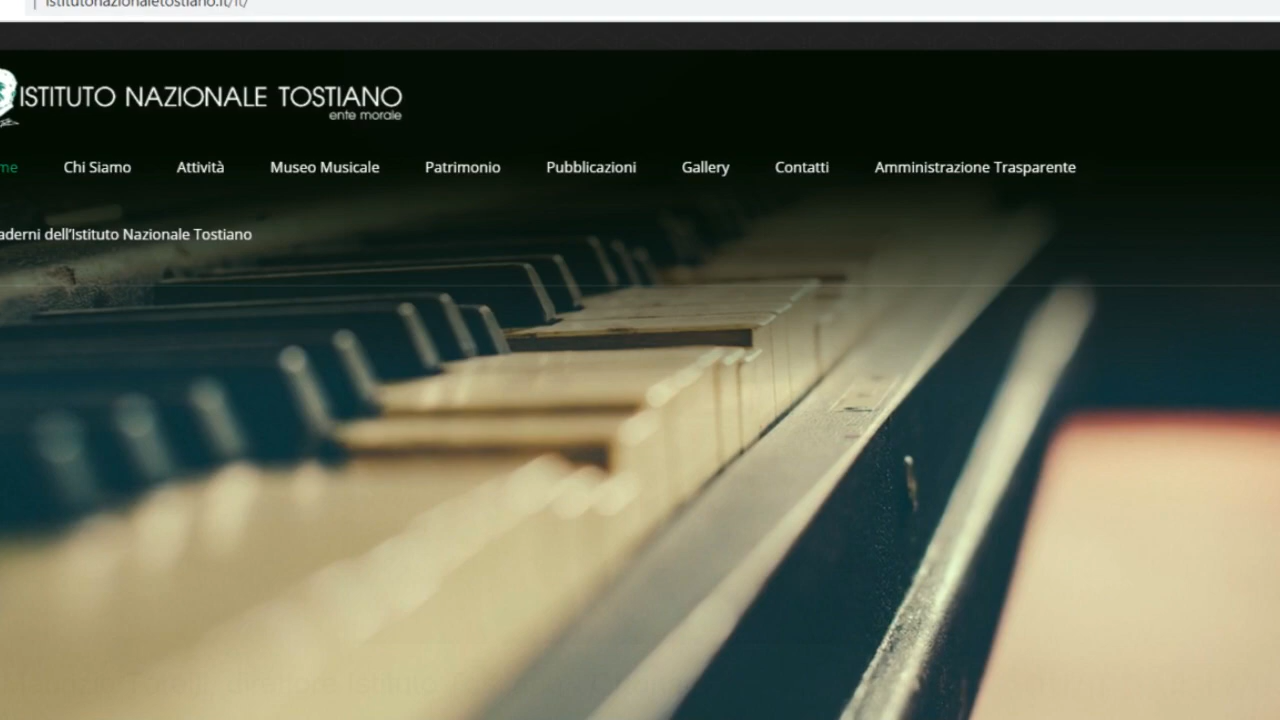 istitutonazionaletostiano.it/it/
ISTITUTO NAZIONALE TOSTIANO
ente morale
me Chi Siamo Attività Museo Musicale Patrimonio Pubblicazioni Gallery Contatti Amministrazione Trasparente
aderni dell'Istituto Nazionale Tostiano